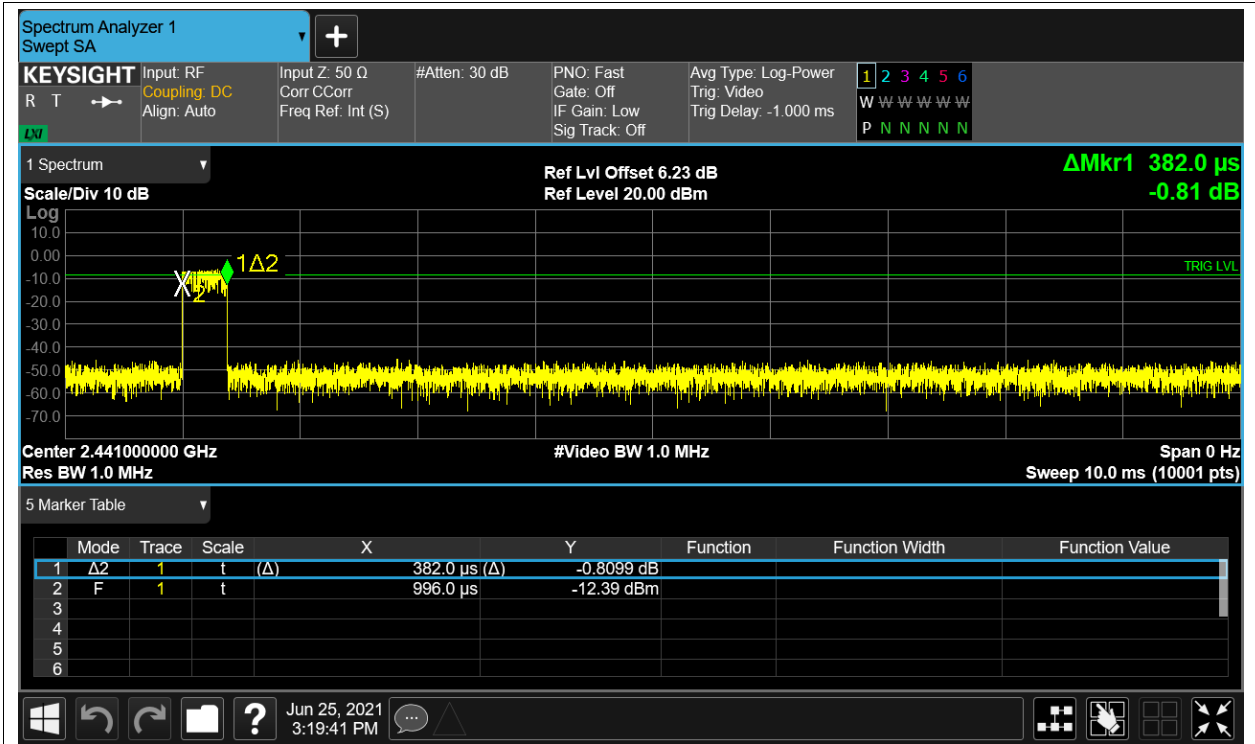 Spectrum Analyzer 1
Swept SA
+
KEYSIGHT Input: RF Input Z: 50 Ω #Atten: 30 dB PNO: Fast Avg Type: Log-Power 1 2 3 4 5 6
R T Coupling: DC Corr CCorr Gate: Off Trig: Video W W W W W W
Align: Auto Freq Ref: Int (S) IF Gain: Low Trig Delay: -1.000 ms
LXI Sig Track: Off P N N N N N
1 Spectrum Ref Lvl Offset 6.23 dB ΔMkr1 382.0 µs
Scale/Div 10 dB Ref Level 20.00 dBm -0.81 dB
Log
10.0
0.00
1Δ2
TRIG LVL
-10.0
X2
-20.0
-30.0
-40.0
-50.0
-60.0
-70.0
Center 2.441000000 GHz #Video BW 1.0 MHz Span 0 Hz
Res BW 1.0 MHz Sweep 10.0 ms (10001 pts)
5 Marker Table
Mode Trace Scale X Y Function Function Width Function Value
1 Δ2 1 t (Δ) 382.0 µs (Δ) -0.8099 dB
2 F 1 t 996.0 µs -12.39 dBm
3
4
5
6
? Jun 25, 2021
3:19:41 PM